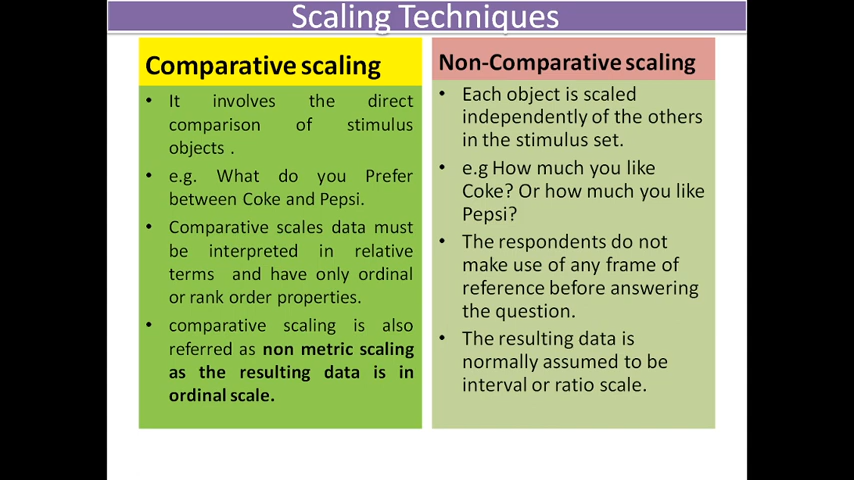 Scaling Techniques
Comparative scaling
• It involves the direct
comparison of stimulus
objects .
• e.g. What do you Prefer
between Coke and Pepsi.
• Comparative scales data must
be interpreted in relative
terms and have only ordinal
or rank order properties.
• comparative scaling is also
referred as non metric scaling
as the resulting data is in
ordinal scale.
Non-Comparative scaling
• Each object is scaled
independently of the others
in the stimulus set.
• e.g How much you like
Coke? Or how much you like
Pepsi?
• The respondents do not
make use of any frame of
reference before answering
the question.
• The resulting data is
normally assumed to be
interval or ratio scale.